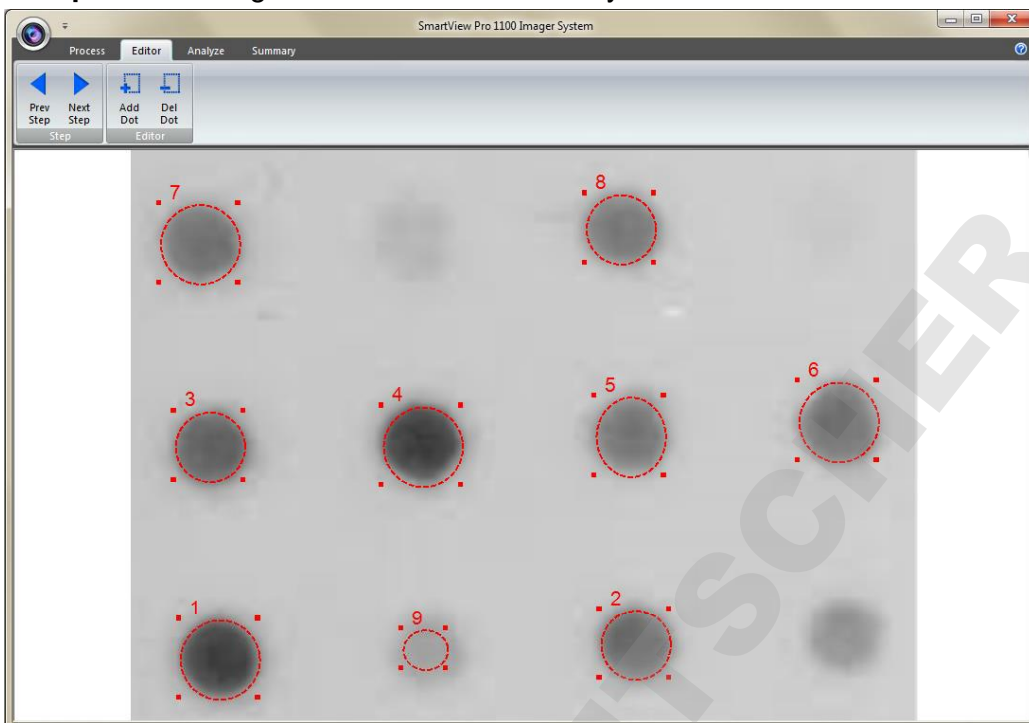 SmartView Pro 1100 Imager System
Process Editor Analyze Summary
Prev Step
Next Step
Add Dot
Del Dot
Step
Editor
7
8
3
4
5
6
1
9
2